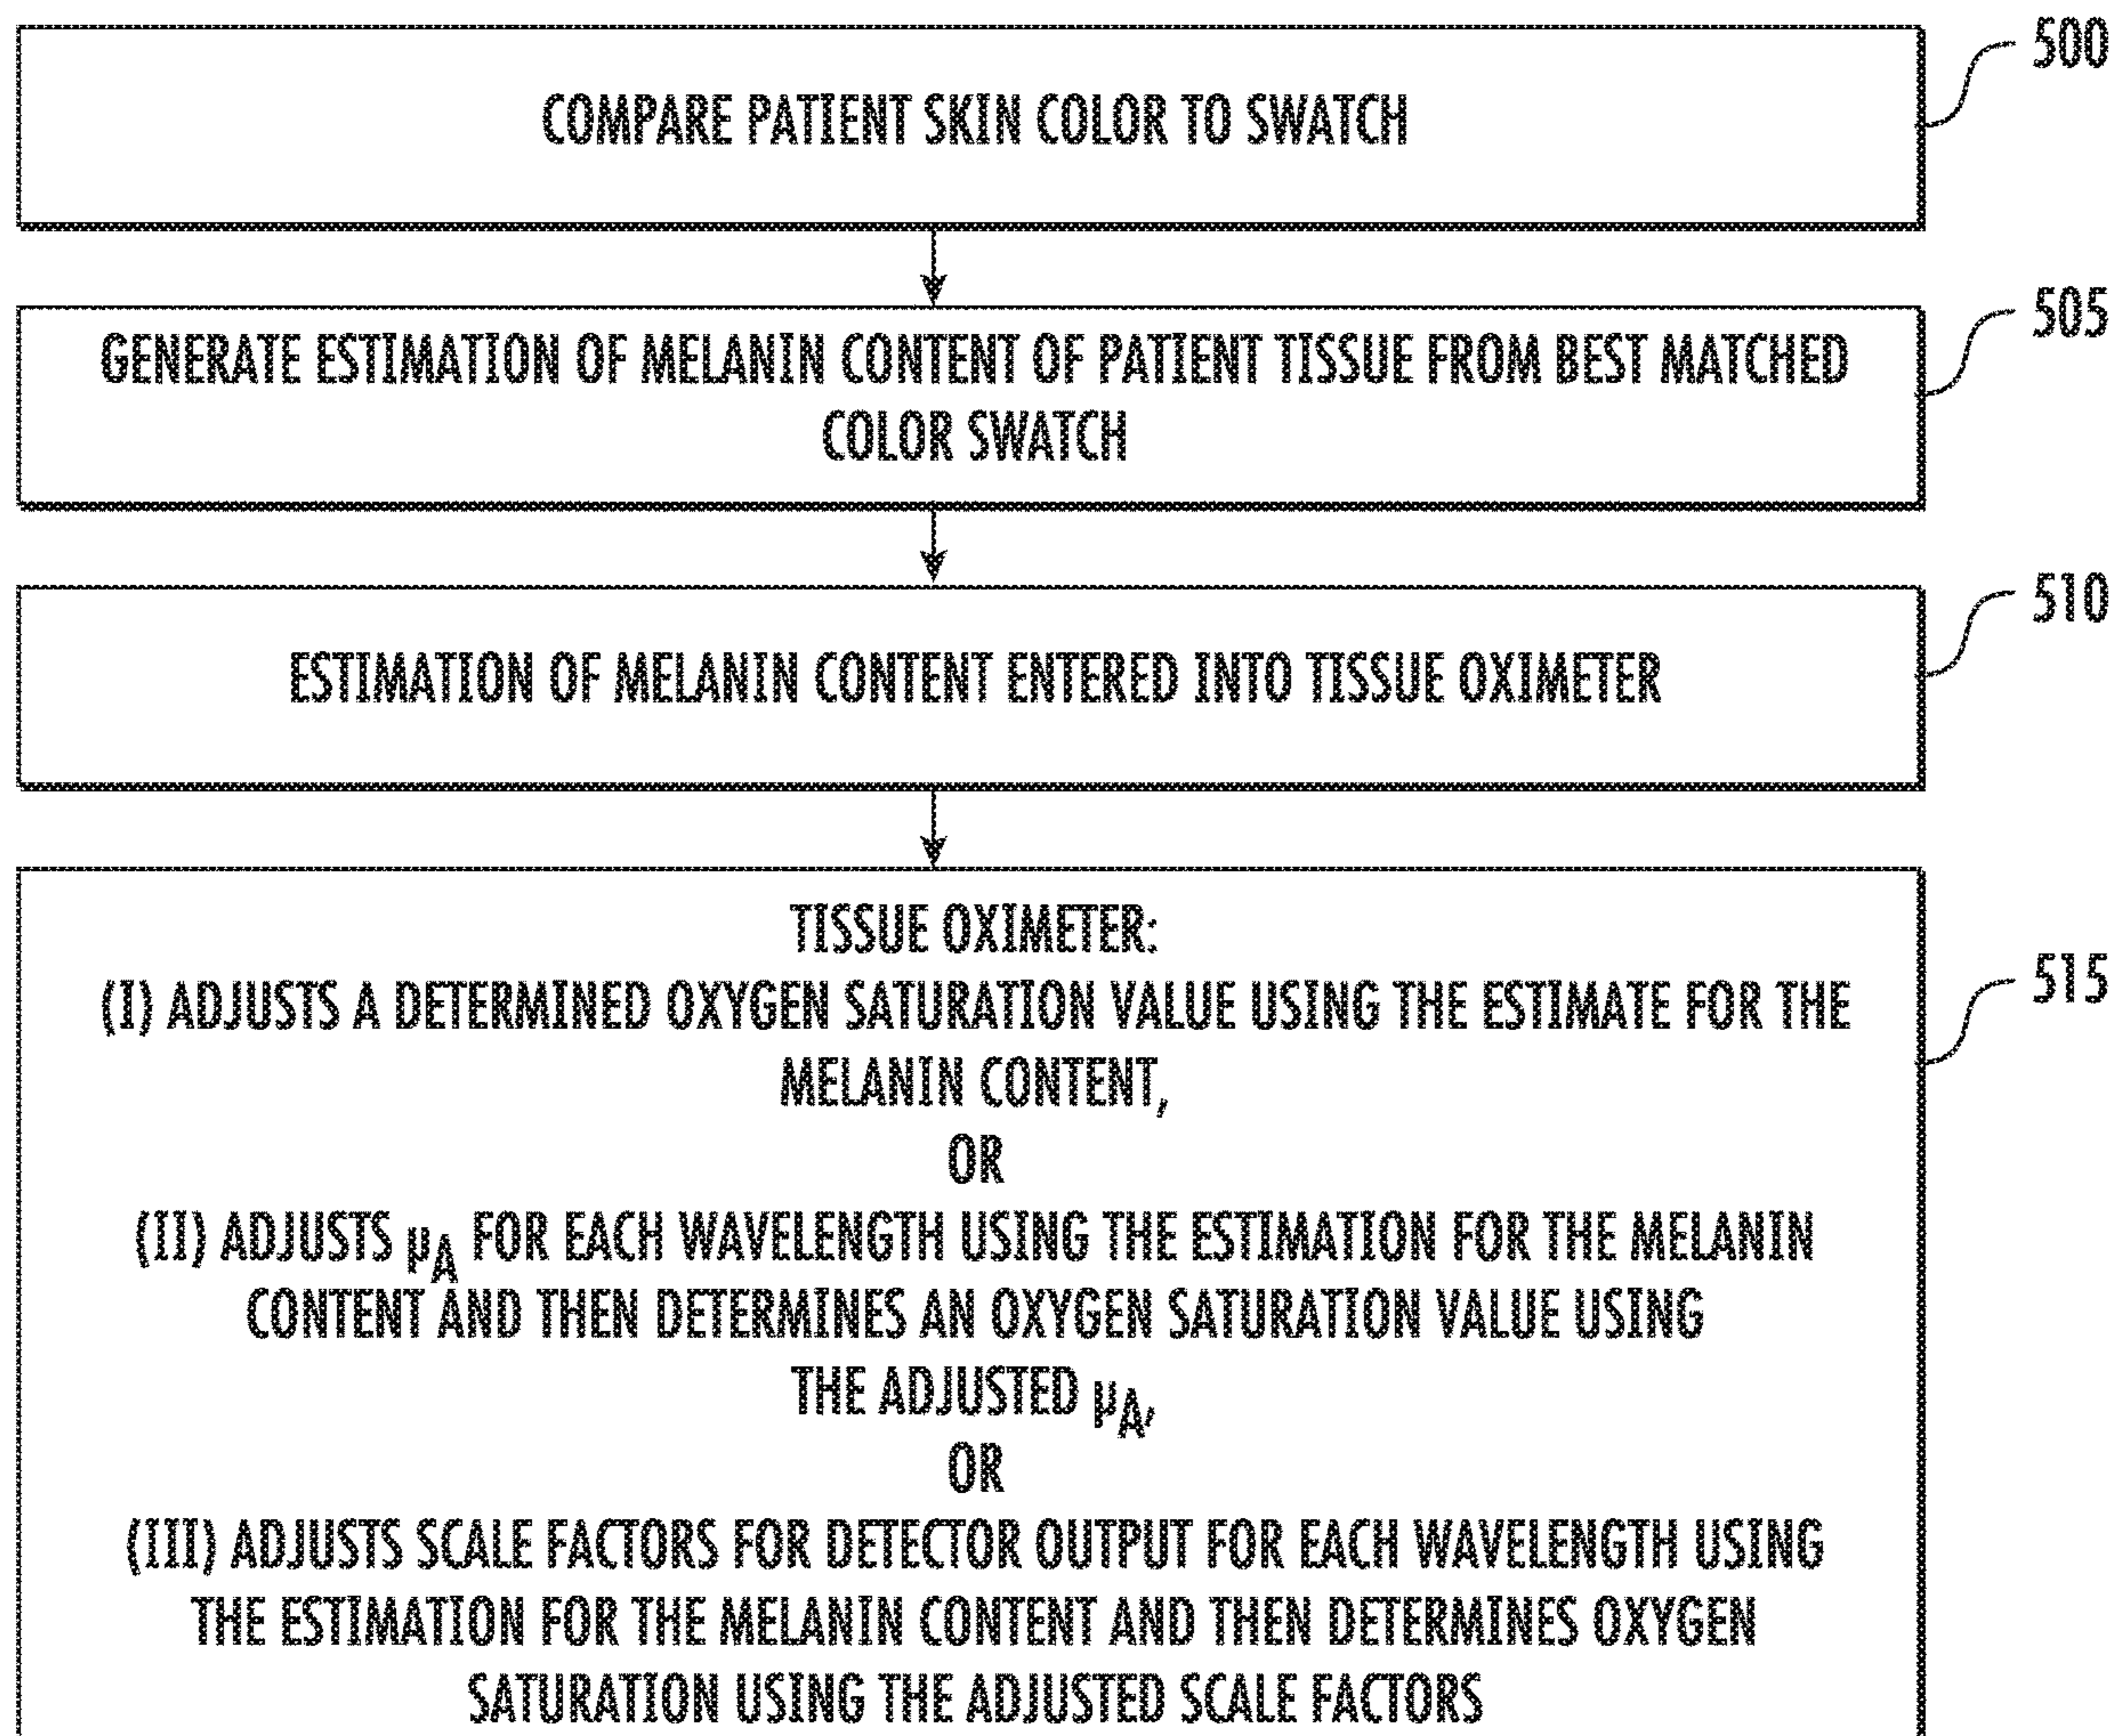 500
COMPARE PATIENT SKIN COLOR TO SWATCH
505
GENERATE ESTIMATION OF MELANIN CONTENT OF PATIENT TISSUE FROM BEST MATCHED
COLOR SWATCH
510
ESTIMATION OF MELANIN CONTENT ENTERED INTO TISSUE OXIMETER
515
TISSUE OXIMETER:
(I) ADJUSTS A DETERMINED OXYGEN SATURATION VALUE USING THE ESTIMATE FOR THE
MELANIN CONTENT,
OR
(II) ADJUSTS μA FOR EACH WAVELENGTH USING THE ESTIMATION FOR THE MELANIN
CONTENT AND THEN DETERMINES AN OXYGEN SATURATION VALUE USING
THE ADJUSTED μA,
OR
(III) ADJUSTS SCALE FACTORS FOR DETECTOR OUTPUT FOR EACH WAVELENGTH USING
THE ESTIMATION FOR THE MELANIN CONTENT AND THEN DETERMINES OXYGEN
SATURATION USING THE ADJUSTED SCALE FACTORS